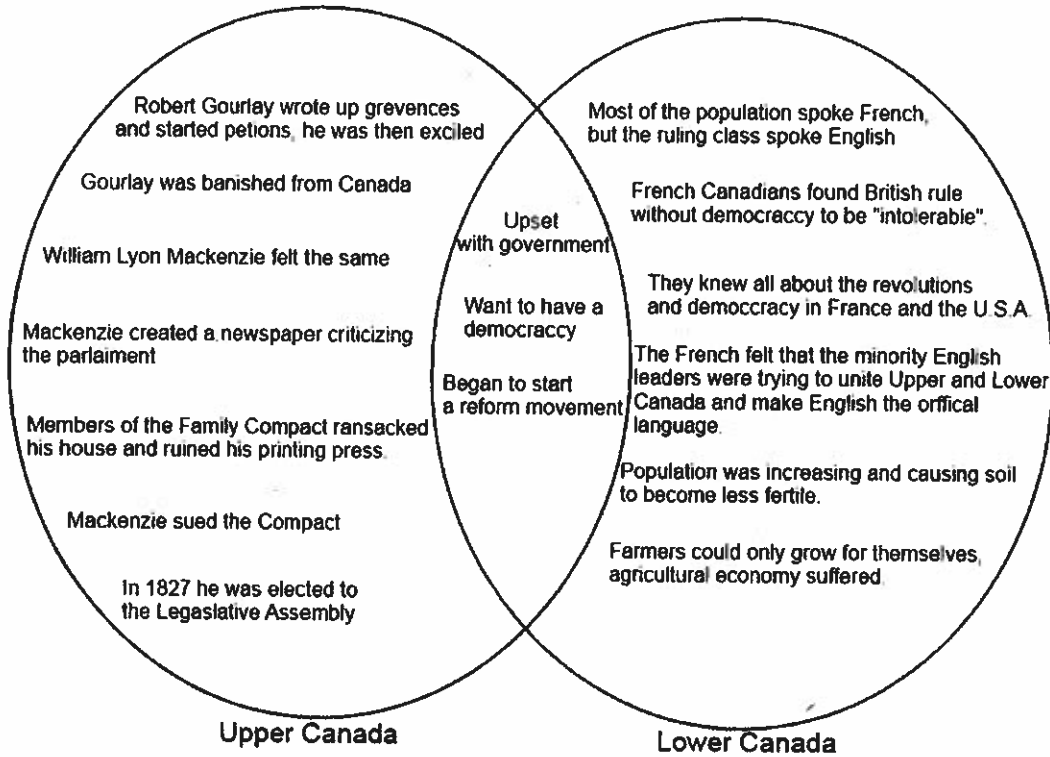 Robert Gourlay wrote up grevences
and started petions, he was then exciled
Gourlay was banished from Canada
William Lyon Mackenzie felt the same
Mackenzie created a newspaper criticizing
the parlaiment
Members of the Family Compact ransacked
his house and ruined his printing press.
Mackenzie sued the Compact
In 1827 he was elected to
the Legaslative Assembly
Upset
with government
Want to have a
democraccy
Began to start
a reform movement
Most of the population spoke French,
but the ruling class spoke English
French Canadians found British rule
without democraccy to be "intolerable".
They knew all about the revolutions
and democcracy in France and the U.S.A.
The French felt that the minority English
leaders were trying to unite Upper and Lower
Canada and make English the orffical
language.
Population was increasing and causing soil
to become less fertile.
Farmers could only grow for themselves,
agricultural economy suffered.
Upper Canada
Lower Canada